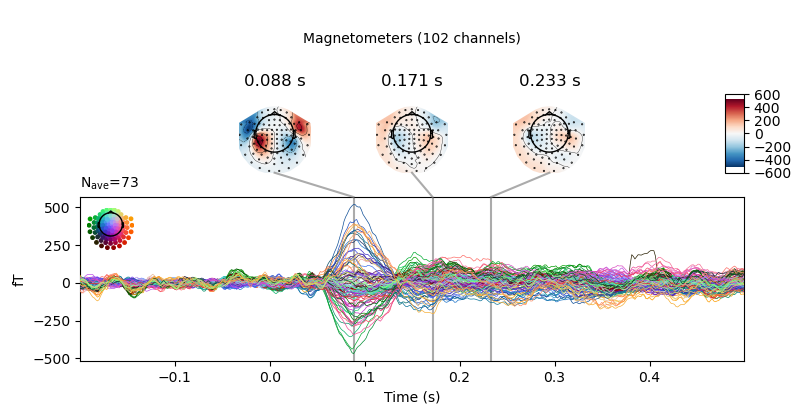 Magnetometers (102 channels)
0.088 s
0.171 s
0.233 s
600
400
200
0
−200
−400
−600
Nave=73
500
250
0
−250
−500
fT
−0.1
0.0
0.1
0.2
0.3
0.4
Time (s)